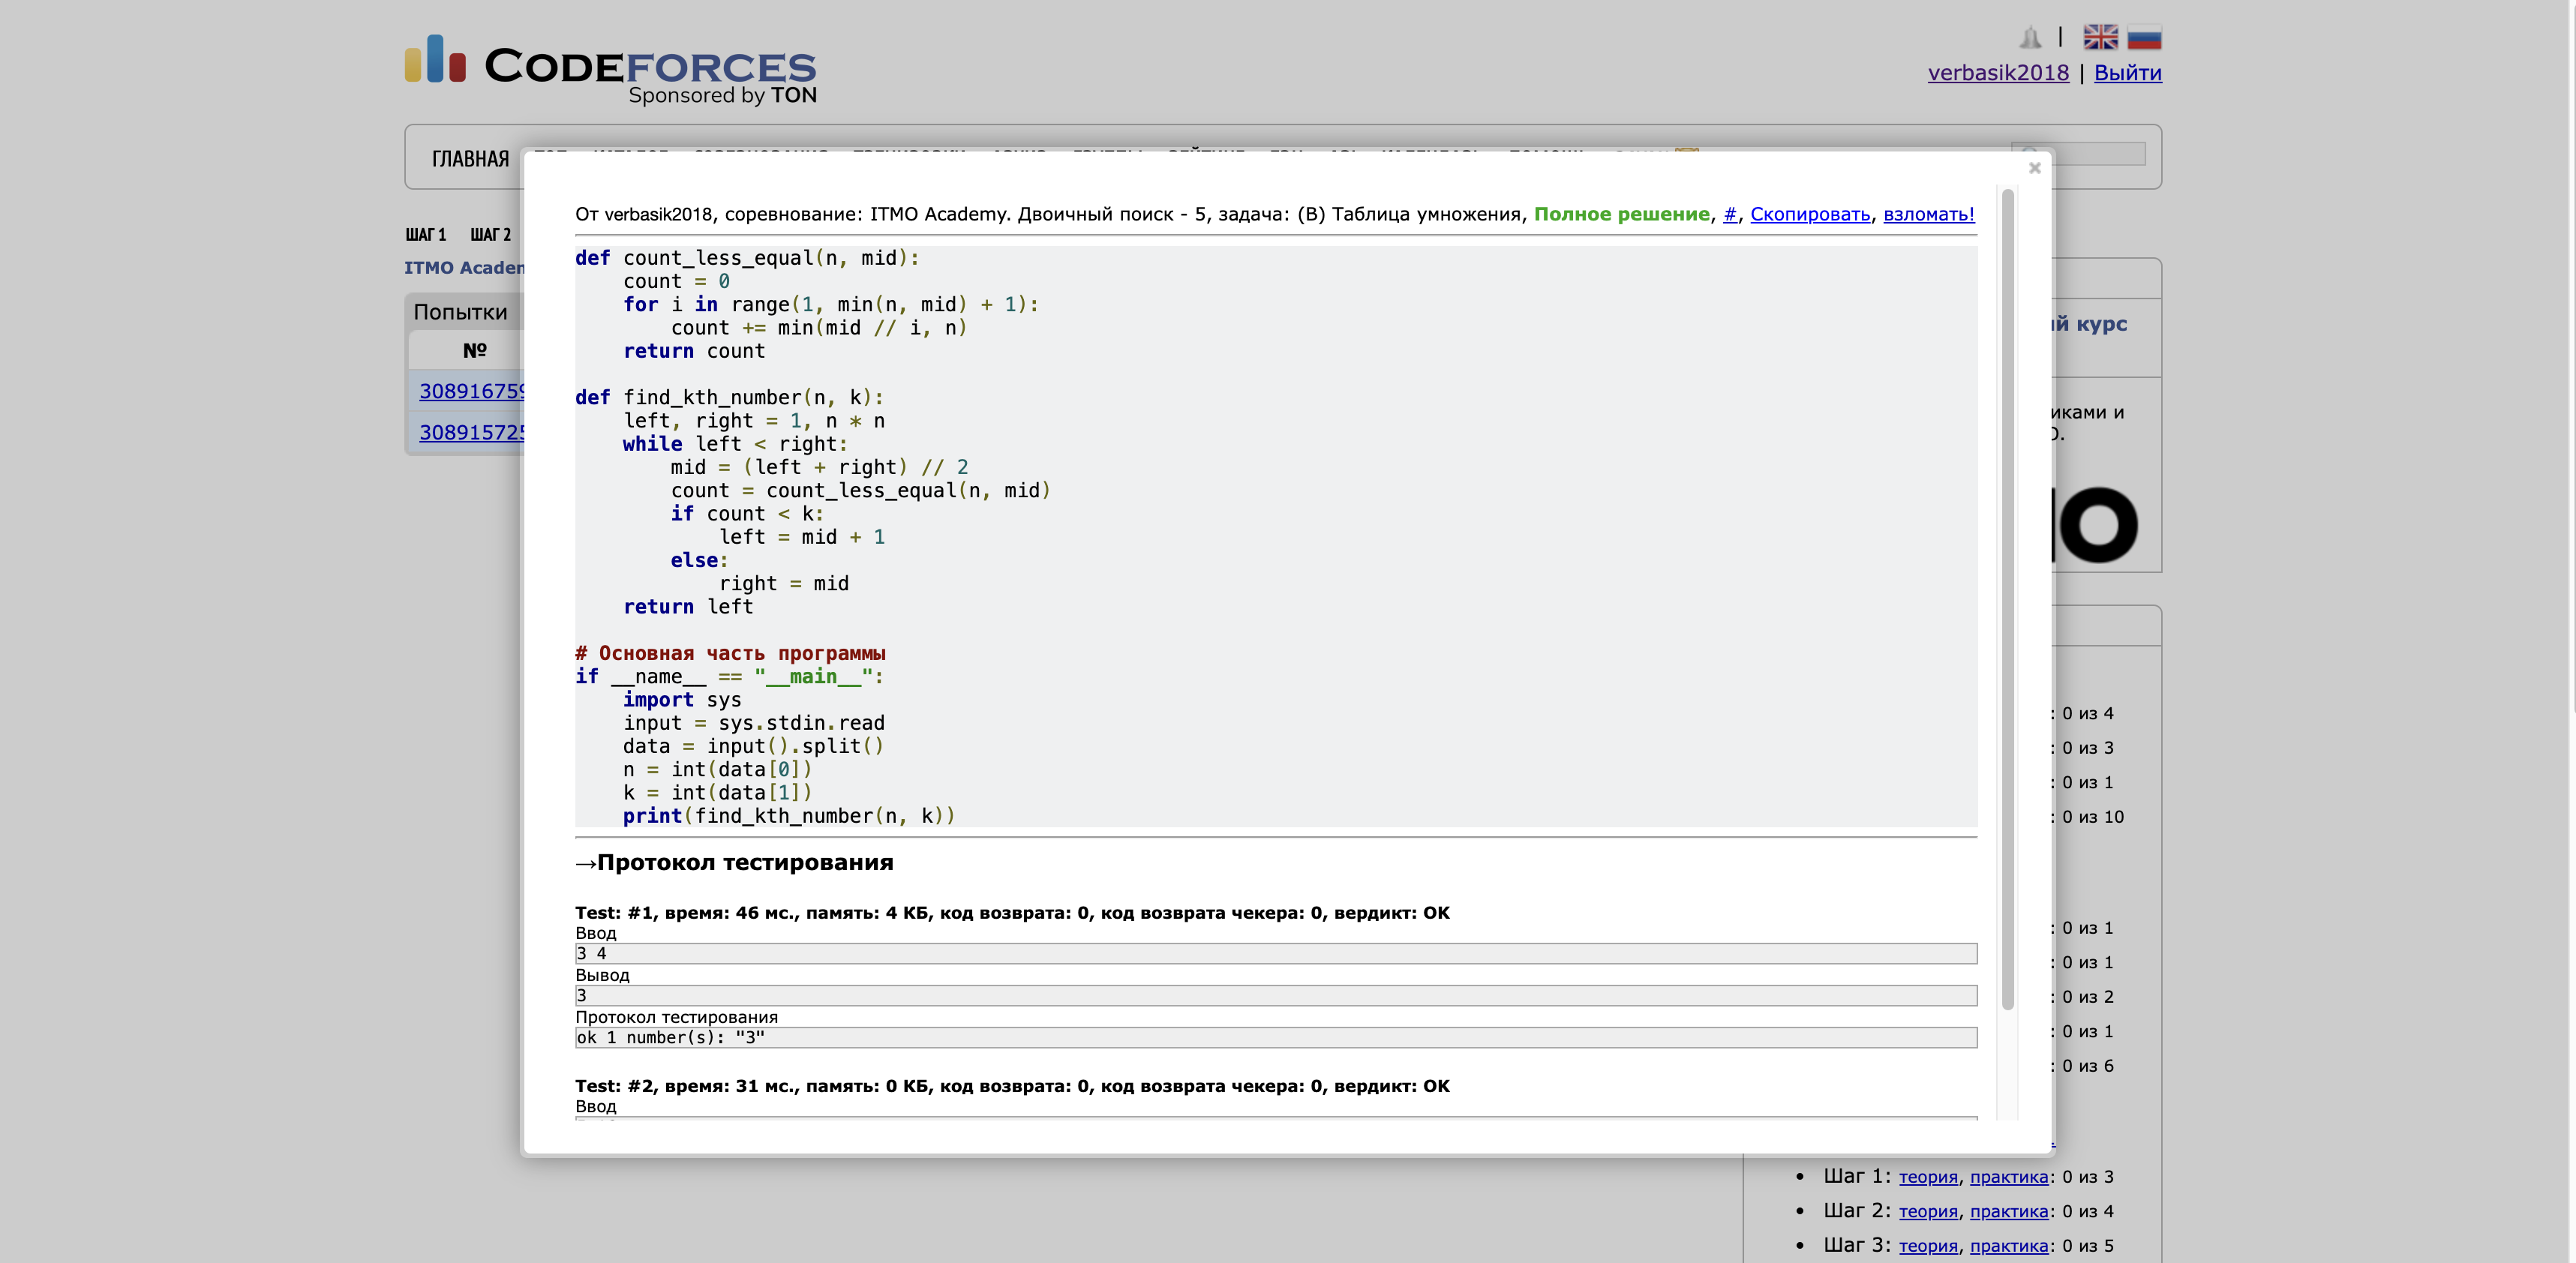 CODEFORCES
Sponsored by TON
verbasik2018 | Выйти
ГЛАВНАЯ
ШАГ 1 ШАГ 2
ITMO
Попытки
№
От verbasik2018, соревнование: ITMO Academy. Двоичный поиск - 5, задача: (B) Таблица умножения, Полное решение, #, Скопировать, взломать!
def count_less_equal(n, mid):
    count = 0
    for i in range(1, min(n, mid) + 1):
        count += min(mid // i, n)
    return count
def find_kth_number(n, k):
    left, right = 1, n * n
    while left < right:
        mid = (left + right) // 2
        count = count_less_equal(n, mid)
        if count < k:
            left = mid + 1
        else:
            right = mid
    return left
# Основная часть программы
if __name__ == "__main__":
    import sys
    input = sys.stdin.read
    data = input().split()
    n = int(data[0])
    k = int(data[1])
    print(find_kth_number(n, k))
→Протокол тестирования
Test: #1, время: 46 мс., память: 4 КБ, код возврата: 0, код возврата чекера: 0, вердикт: OK
Ввод
3 4
Вывод
3
Протокол тестирования
ok 1 number(s): "3"
Test: #2, время: 31 мс., память: 0 КБ, код возврата: 0, код возврата чекера: 0, вердикт: OK
Ввод
курс
и
: 0 из 4
: 0 из 3
: 0 из 1
: 0 из 10
: 0 из 1
: 0 из 1
: 0 из 2
: 0 из 1
: 0 из 6
• Шаг 1: теория, практика: 0 из 3
• Шаг 2: теория, практика: 0 из 4
• Шаг 3: теория, практика: 0 из 5